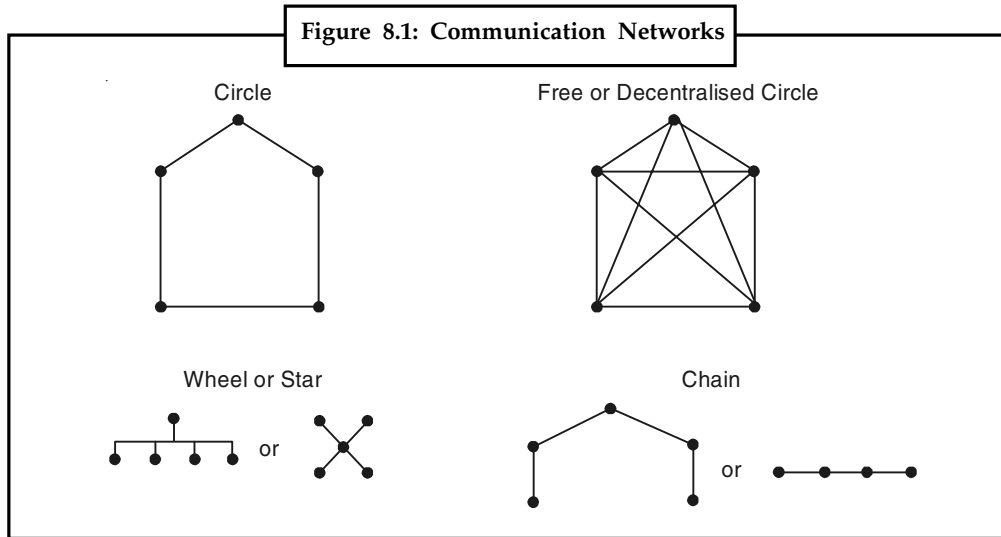 Figure 8.1: Communication Networks
Circle
Free or Decentralised Circle
Wheel or Star
or
Chain
or